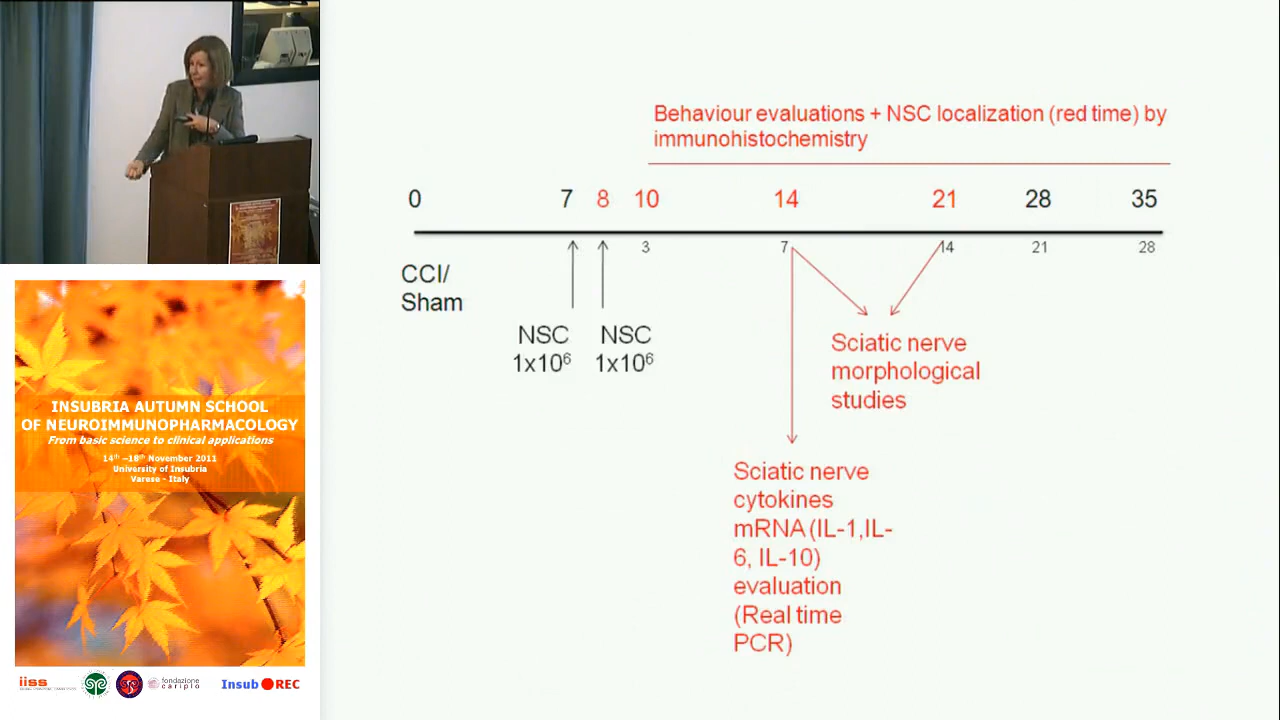 Behaviour evaluations + NSC localization (red time) by
immunohistochemistry
0 7 8 10 14 21 28 35
3 7 14 21 28
CCI/
Sham
NSC
1x10⁶
NSC
1x10⁶
Sciatic nerve
morphological
studies
Sciatic nerve
cytokines
mRNA (IL-1,IL-
6, IL-10)
evaluation
(Real time
PCR)
INSUBRIA AUTUMN SCHOOL
OF NEUROIMMUNOPHARMACOLOGY
From basic science to clinical applications
14th –18th November 2011
University of Insubria
Varese - Italy
iiss
fondazione
cariplo
Insub REC